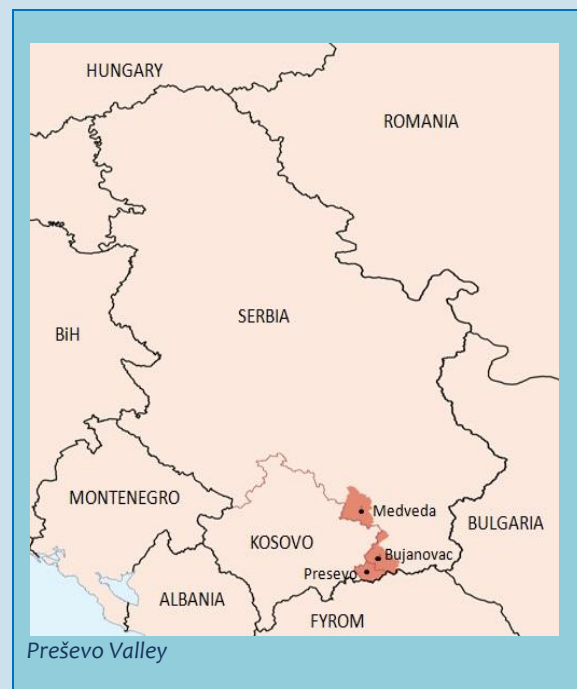 HUNGARY
ROMANIA
SERBIA
BiH
MONTENEGRO
Medveda
BULGARIA
KOSOVO
Bujanovac
Presevo
ALBANIA
FYROM
Preševo Valley